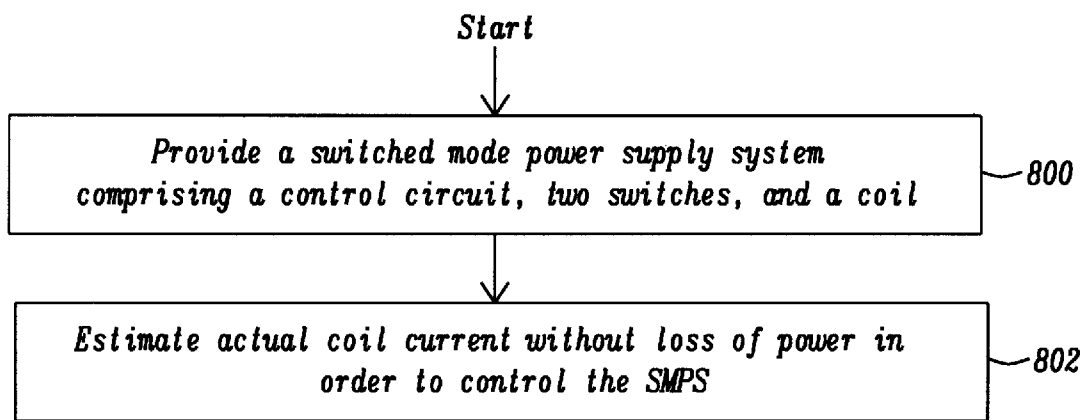 Start
Provide a switched mode power supply system
comprising a control circuit, two switches, and a coil
800
Estimate actual coil current without loss of power in
order to control the SMPS
802